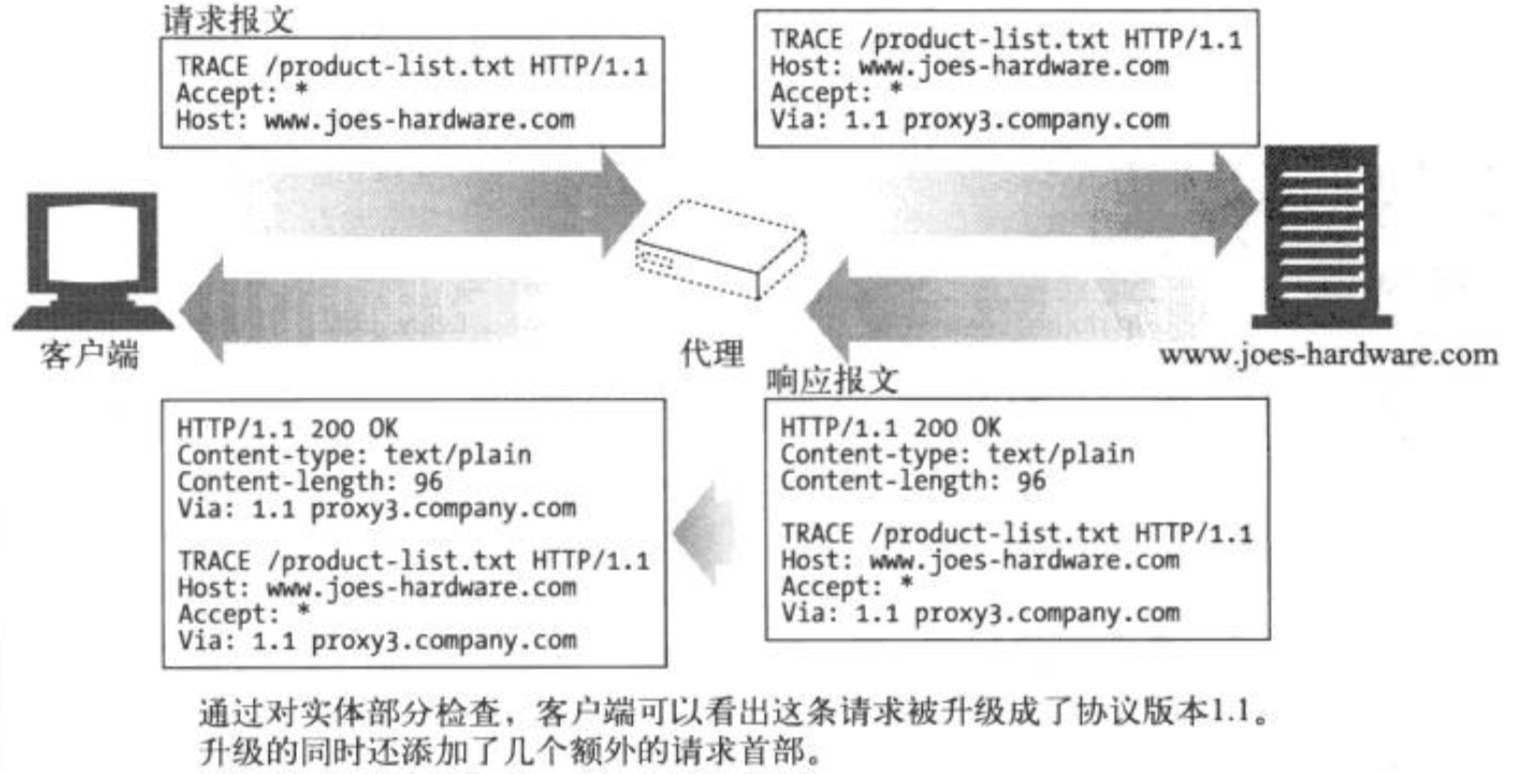 请求报文
TRACE /product-list.txt HTTP/1.1
Accept: *
Host: www.joes-hardware.com
TRACE /product-list.txt HTTP/1.1
Host: www.joes-hardware.com
Accept: *
Via: 1.1 proxy3.company.com
客户端
代理
www.joes-hardware.com
响应报文
HTTP/1.1 200 OK
Content-type: text/plain
Content-length: 96
Via: 1.1 proxy3.company.com
TRACE /product-list.txt HTTP/1.1
Host: www.joes-hardware.com
Accept: *
Via: 1.1 proxy3.company.com
HTTP/1.1 200 OK
Content-type: text/plain
Content-length: 96
TRACE /product-list.txt HTTP/1.1
Host: www.joes-hardware.com
Accept: *
Via: 1.1 proxy3.company.com
通过对实体部分检查，客户端可以看出这条请求被升级成了协议版本1.1。
升级的同时还添加了几个额外的请求首部。